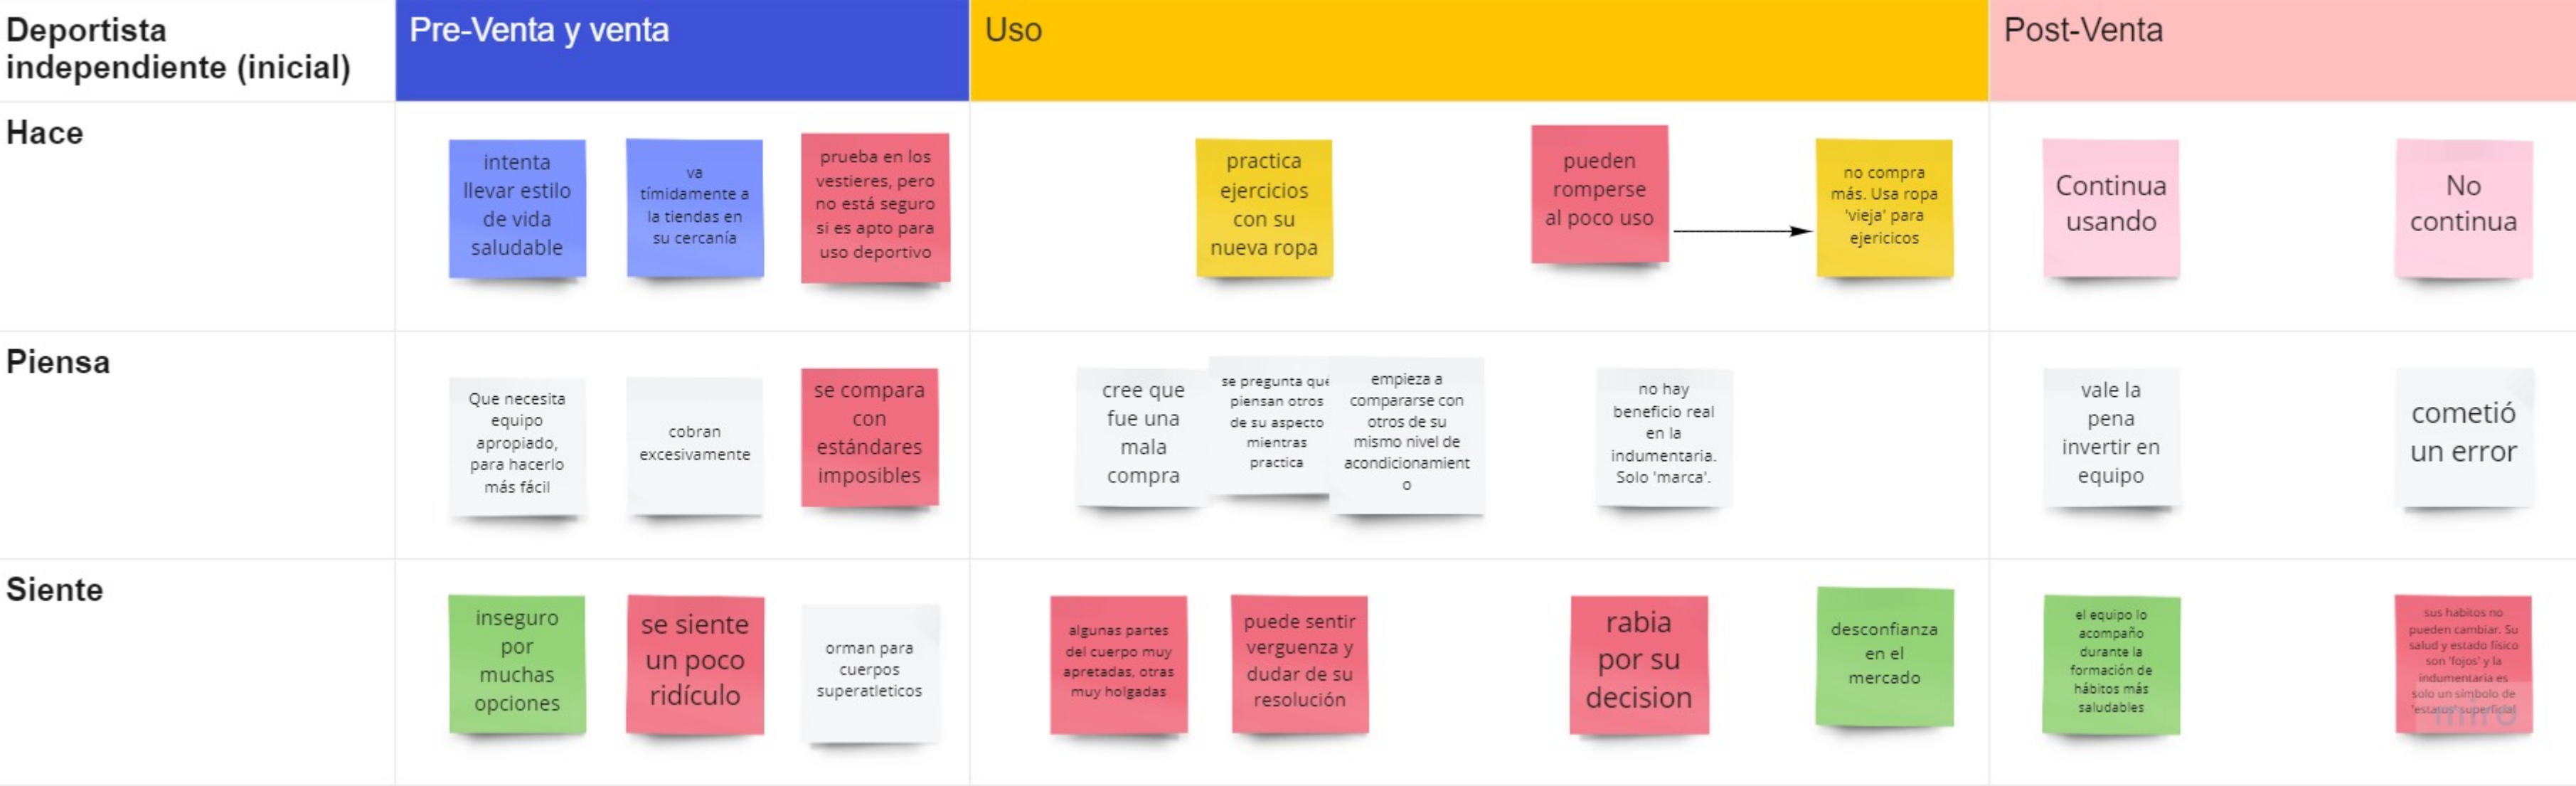 Deportista
independiente (inicial)
Pre-Venta y venta
Uso
Post-Venta
Hace
intenta
llevar estilo
de vida
saludable
va
tímidamente a
la tiendas en
su cercanía
prueba en los
vestieres, pero
no está seguro
si es apto para
uso deportivo
practica
ejercicios
con su
nueva ropa
pueden
romperse
al poco uso
no compra
más. Usa ropa
'vieja' para
ejericicos
Continua
usando
No
continua
Piensa
Que necesita
equipo
apropiado,
para hacerlo
más fácil
cobran
excesivamente
se compara
con
estándares
imposibles
cree que
fue una
mala
compra
se pregunta que
piensan otros
de su aspecto
mientras
practica
empieza a
compararse con
otros de su
mismo nivel de
acondicionamient
o
no hay
beneficio real
en la
indumentaria.
Solo 'marca'.
vale la
pena
invertir en
equipo
cometió
un error
Siente
inseguro
por
muchas
opciones
se siente
un poco
ridículo
orman para
cuerpos
superatleticos
algunas partes
del cuerpo muy
apretadas, otras
muy holgadas
puede sentir
verguenza y
dudar de su
resolución
rabia
por su
decision
desconfianza
en el
mercado
el equipo lo
acompaño
durante la
formación de
hábitos más
saludables
sus habitos no
pueden cambiar. Su
salud y estado físico
son 'fojos' y la
indumentaria es
solo un símbolo de
'estatus' superficial
miro